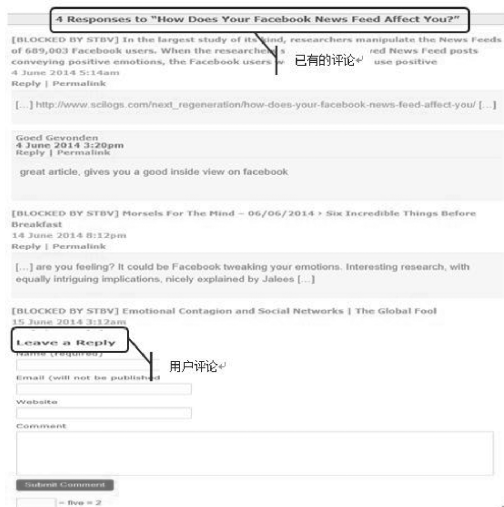 4 Responses to "How Does Your Facebook News Feed Affect You?"
[BLOCKED BY STBV] In the largest study of its kind, researchers manipulate the News Feeds
of 689,003 Facebook users. When the researchers ved News Feed posts
conveying positive emotions, the Facebook users use positive
已有的评论
4 June 2014 5:14am
Reply | Permalink
[...] http://www.scilogs.com/next_regeneration/how-does-your-facebook-news-feed-affect-you/ [...]
Goed Gevonden
4 June 2014 3:20pm
Reply | Permalink
great article, gives you a good inside view on facebook
[BLOCKED BY STBV] Morsels For The Mind – 06/06/2014 › Six Incredible Things Before
Breakfast
14 June 2014 8:12pm
Reply | Permalink
[...] are you feeling? It could be Facebook tweaking your emotions. Interesting research, with
equally intriguing implications, nicely explained by Jalees [...]
[BLOCKED BY STBV] Emotional Contagion and Social Networks | The Global Fool
15 June 2014 3:12am
Leave a Reply
Name (required)
用户评论
Email (will not be published
Website
Comment
Submit Comment
− five = 2